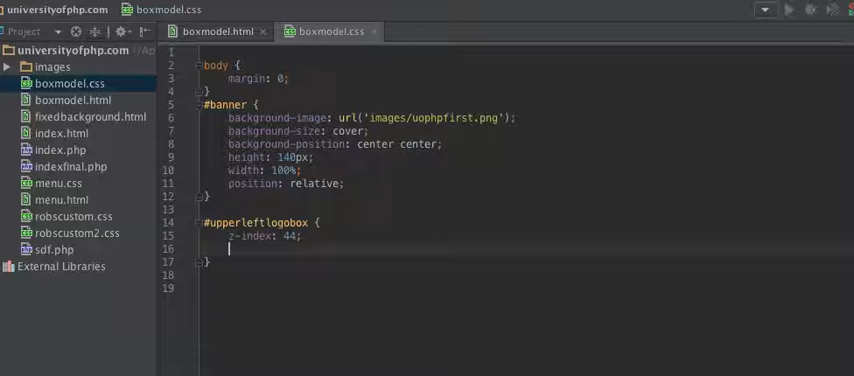 universityofphp.com boxmodel.css
Project boxmodel.html boxmodel.css
universityofphp.com
images
boxmodel.css
boxmodel.html
fixedbackground.html
index.html
index.php
indexfinal.php
menu.css
menu.html
robscustom.css
robscustom2.css
sdf.php
External Libraries
1
2 body {
3 margin: 0;
4 }
5 #banner {
6 background-image: url('images/uophpfirst.png');
7 background-size: cover;
8 background-position: center center;
9 height: 140px;
10 width: 100%;
11 position: relative;
12 }
13
14 #upperleftlogobox {
15 z-index: 44;
16
17 }
18
19